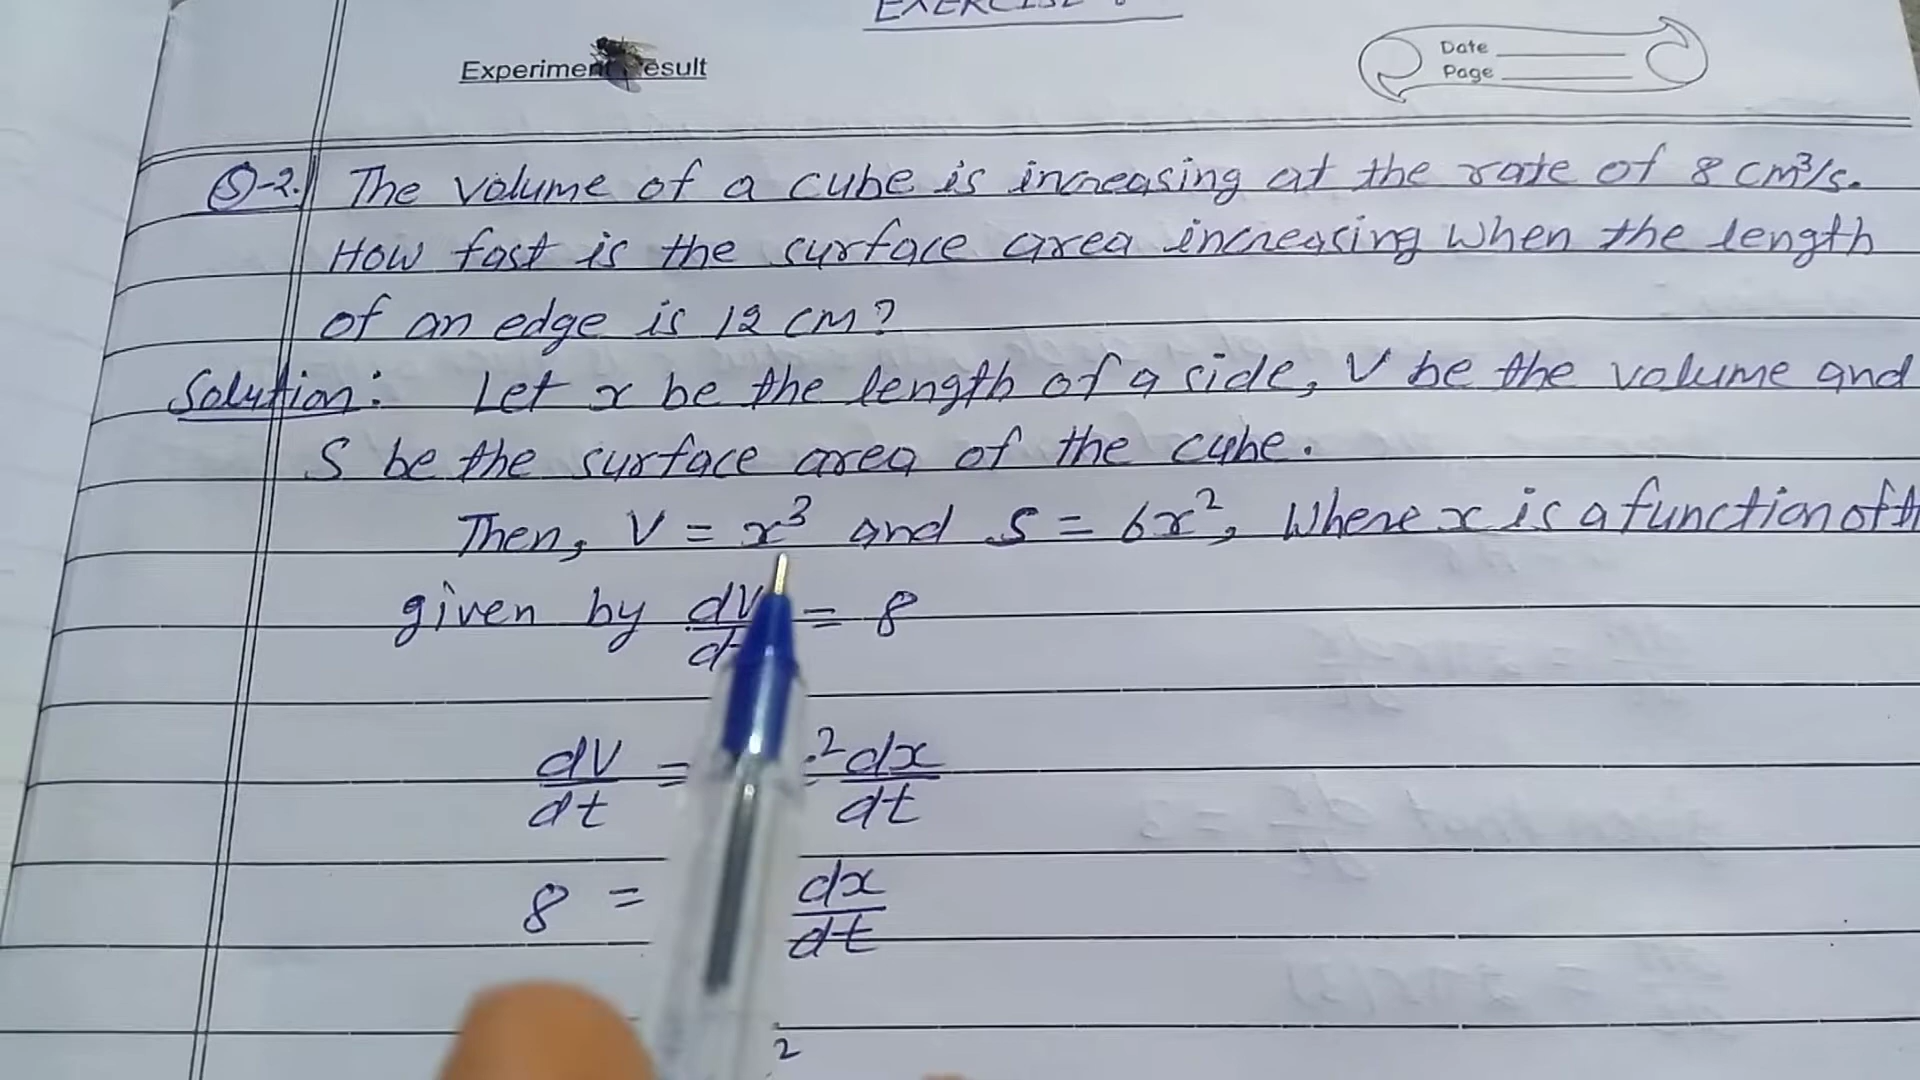 Experiment Result
Date
Page
Q-2. The volume of a cube is increasing at the rate of 8 cm³/s.
How fast is the surface area increasing when the length
of an edge is 12 cm?
Solution: Let x be the length of a side, V be the volume and
S be the surface area of the cube.
Then, V = x³ and S = 6x², where x is a function of
given by dV = 8
dV/dt = ² dx/dt
8 = dx/dt
2